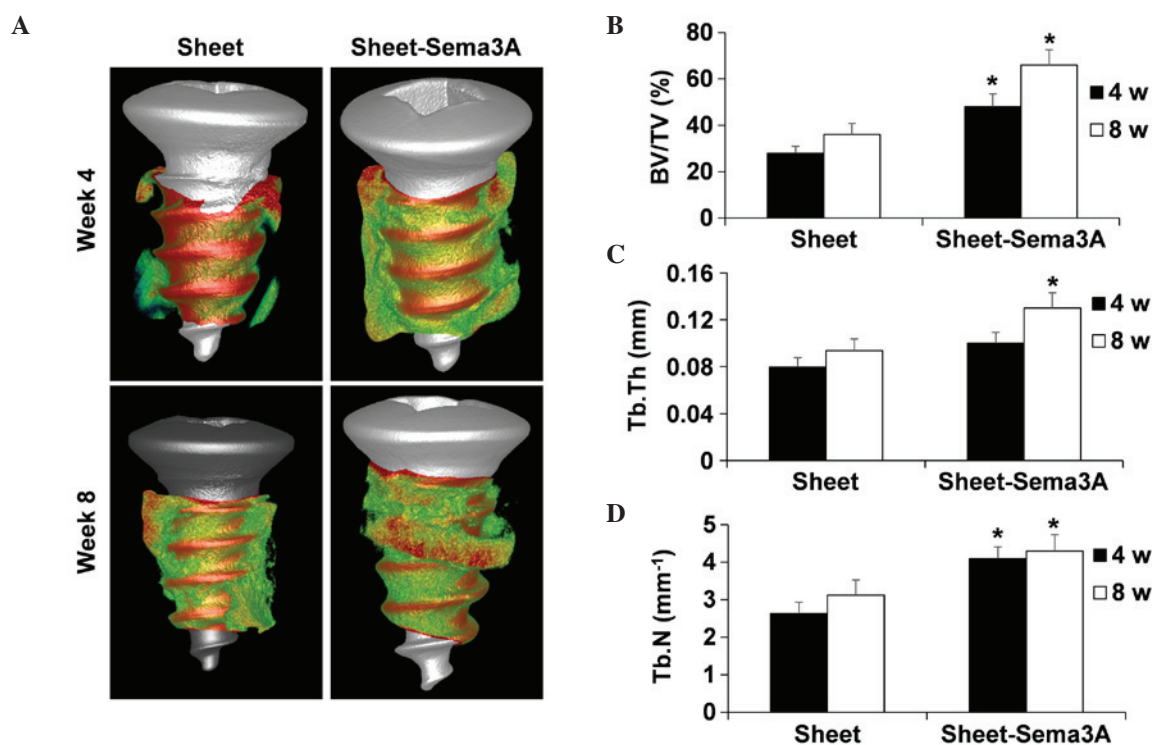 A
Sheet
Sheet-Sema3A
Week 4
Week 8
B
BV/TV (%)
80
60
40
20
0
*
*
4 w
8 w
Sheet
Sheet-Sema3A
C
Tb.Th (mm)
0.16
0.12
0.08
0.04
0
*
4 w
8 w
Sheet
Sheet-Sema3A
D
Tb.N (mm⁻¹)
5
4
3
2
1
0
*
*
4 w
8 w
Sheet
Sheet-Sema3A